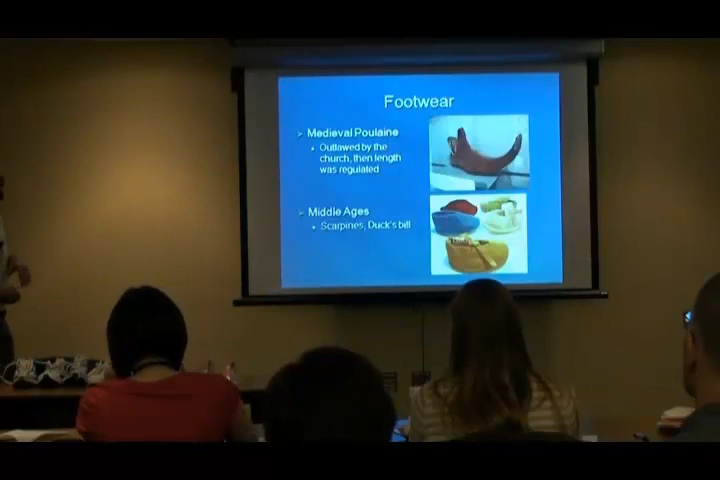 Footwear
➢ Medieval Poulaine
• Outlawed by the
church, then length
was regulated
➢ Middle Ages
• Scarpines, Duck's bill